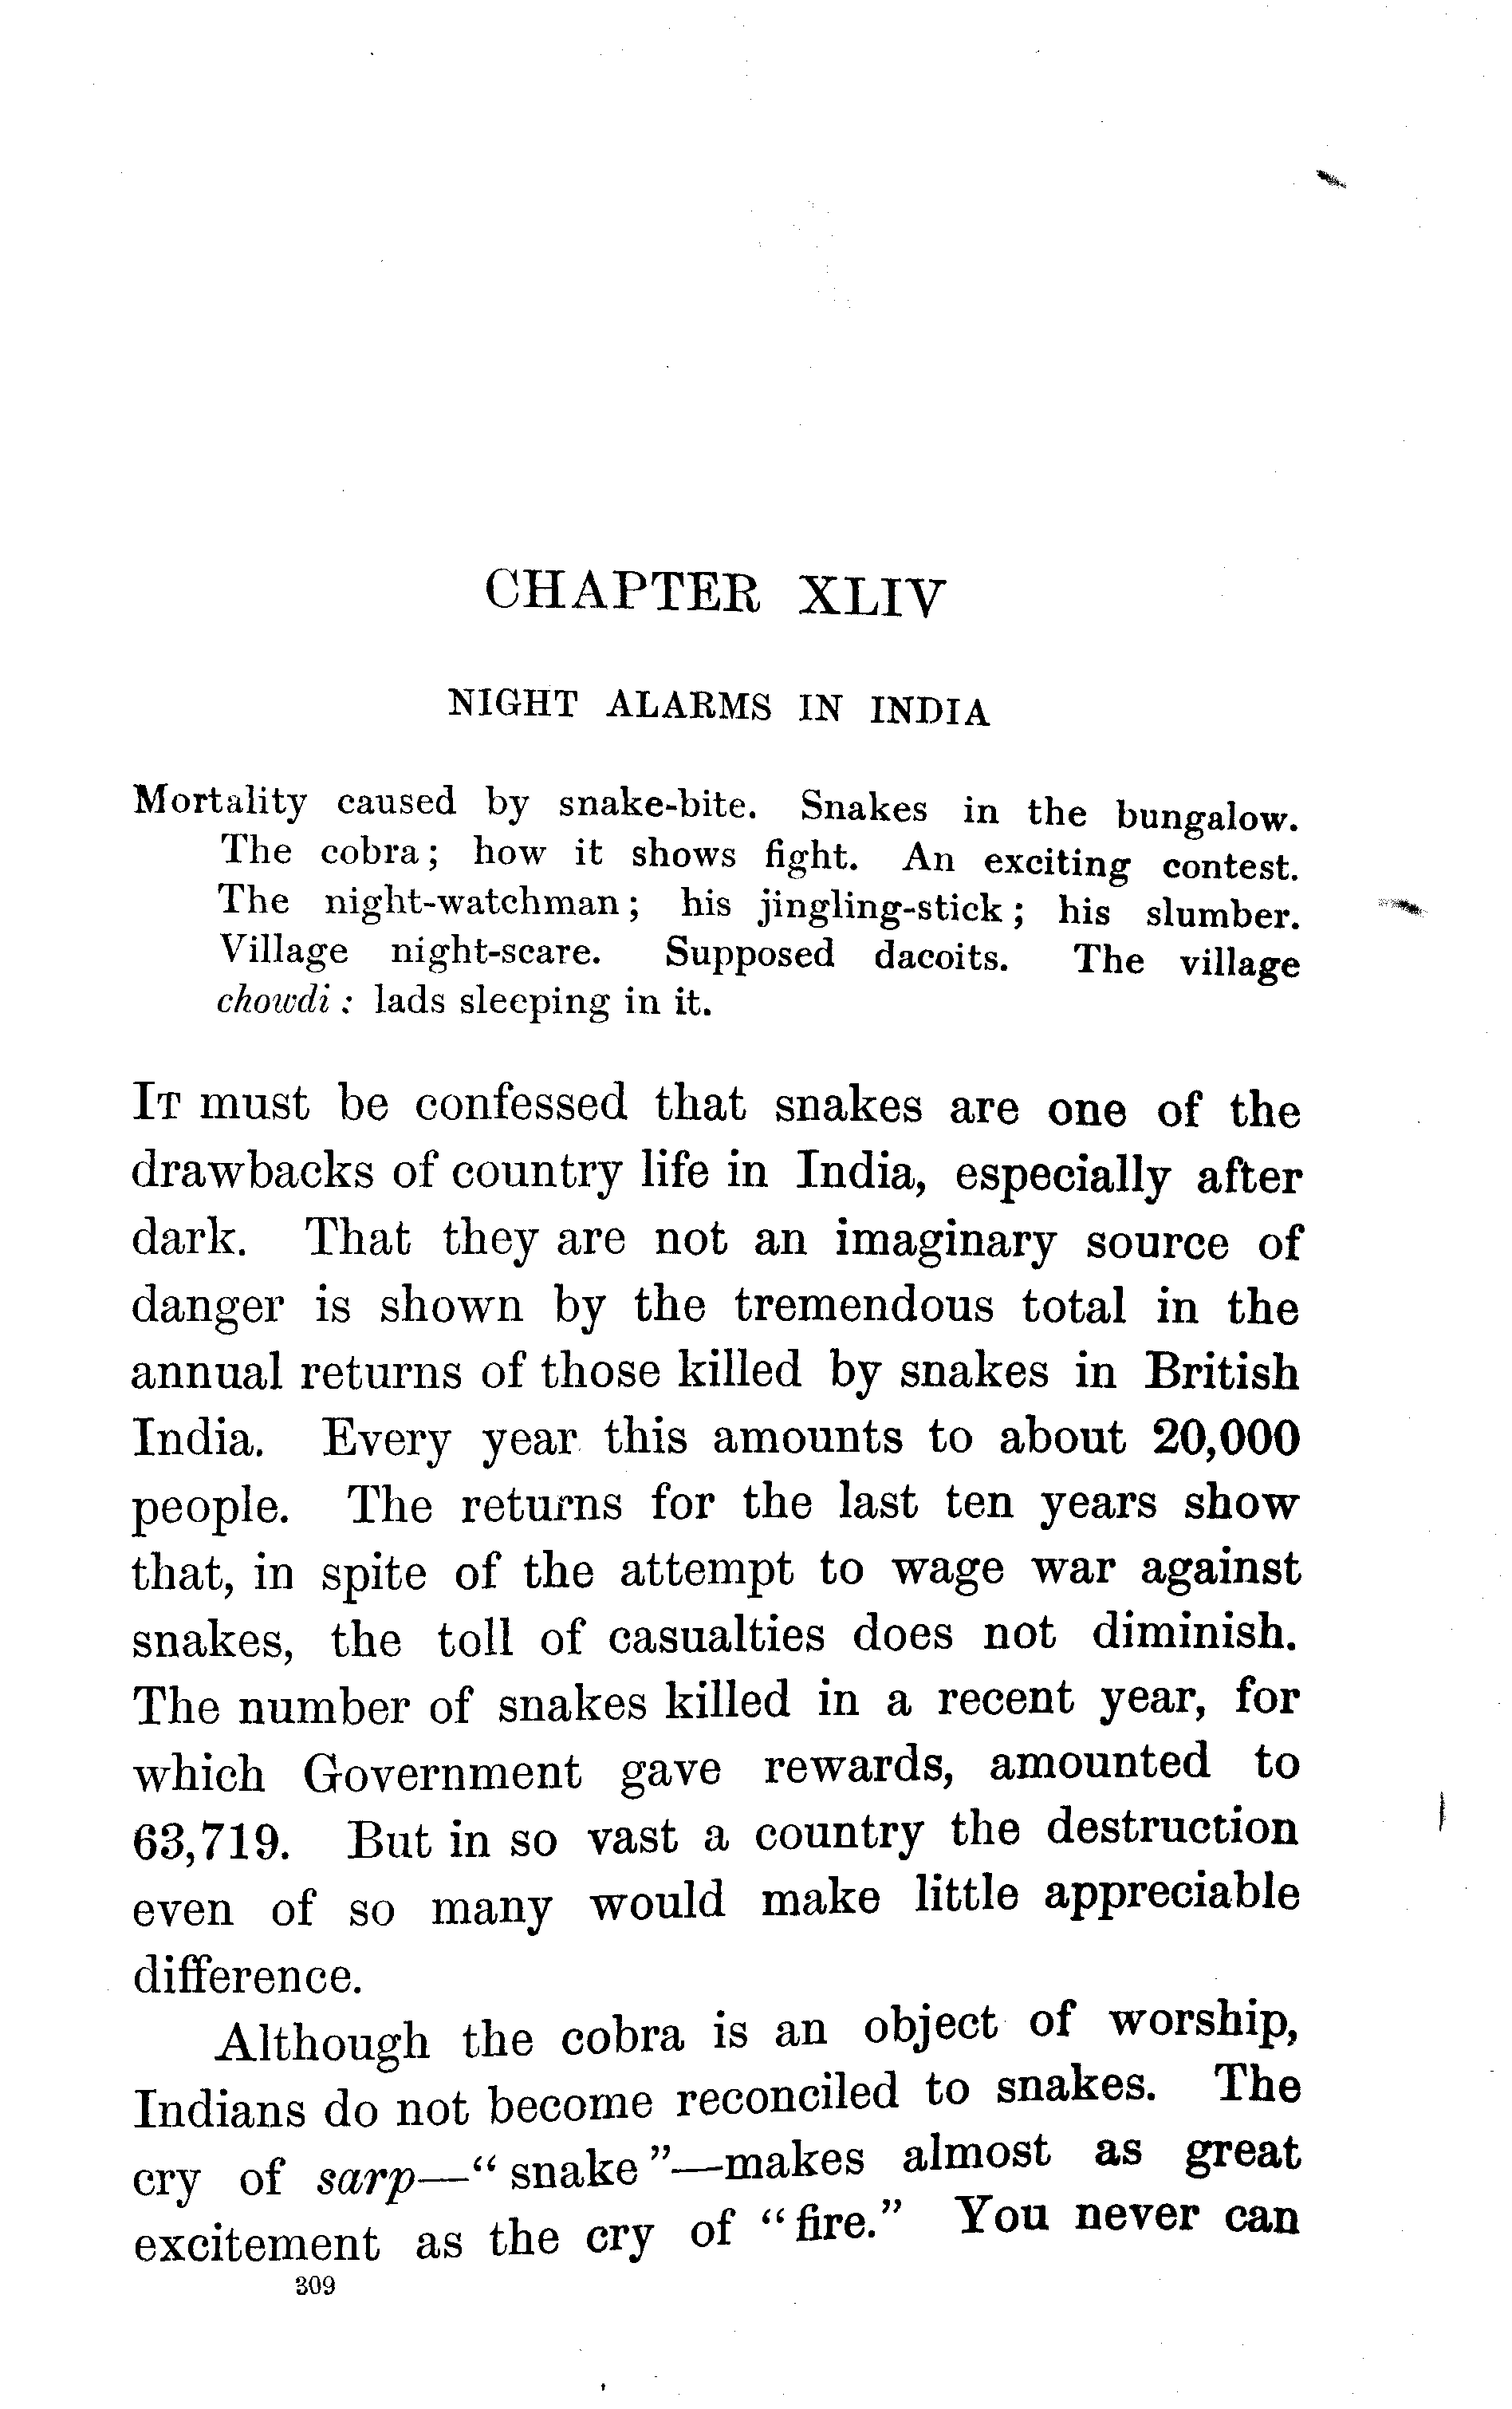 CHAPTER XLIV
NIGHT ALARMS IN INDIA
Mortality caused by snake-bite. Snakes in the bungalow.
The cobra; how it shows fight. An exciting contest.
The night-watchman; his jingling-stick; his slumber.
Village night-scare. Supposed dacoits. The village
chowdi: lads sleeping in it.
IT must be confessed that snakes are one of the
drawbacks of country life in India, especially after
dark. That they are not an imaginary source of
danger is shown by the tremendous total in the
annual returns of those killed by snakes in British
India. Every year this amounts to about 20,000
people. The returns for the last ten years show
that, in spite of the attempt to wage war against
snakes, the toll of casualties does not diminish.
The number of snakes killed in a recent year, for
which Government gave rewards, amounted to
63,719. But in so vast a country the destruction
even of so many would make little appreciable
difference.
Although the cobra is an object of worship,
Indians do not become reconciled to snakes. The
cry of sarp—“snake”—makes almost as great
excitement as the cry of “fire.” You never can
309